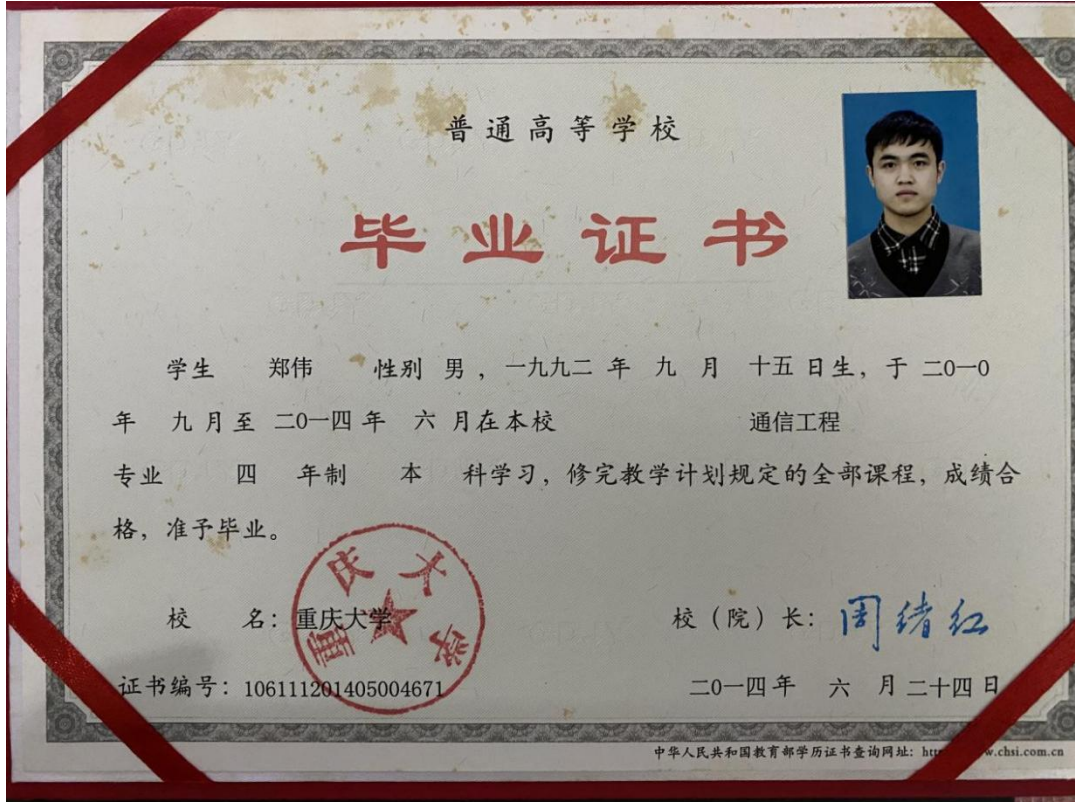 普通高等学校
毕业证书
学生 郑伟 性别 男，一九九二 年 九 月 十五 日生，于 二0一0
年 九 月至 二0一四 年 六 月在本校 通信工程
专业 四 年制 本 科学习，修完教学计划规定的全部课程，成绩合
格，准予毕业。
校 名：重庆大学
重庆大学
校（院）长：周绪红
证书编号：106111201405004671
二0一四 年 六 月 二十四 日
中华人民共和国教育部学历证书查询网址：w.chsi.com.cn